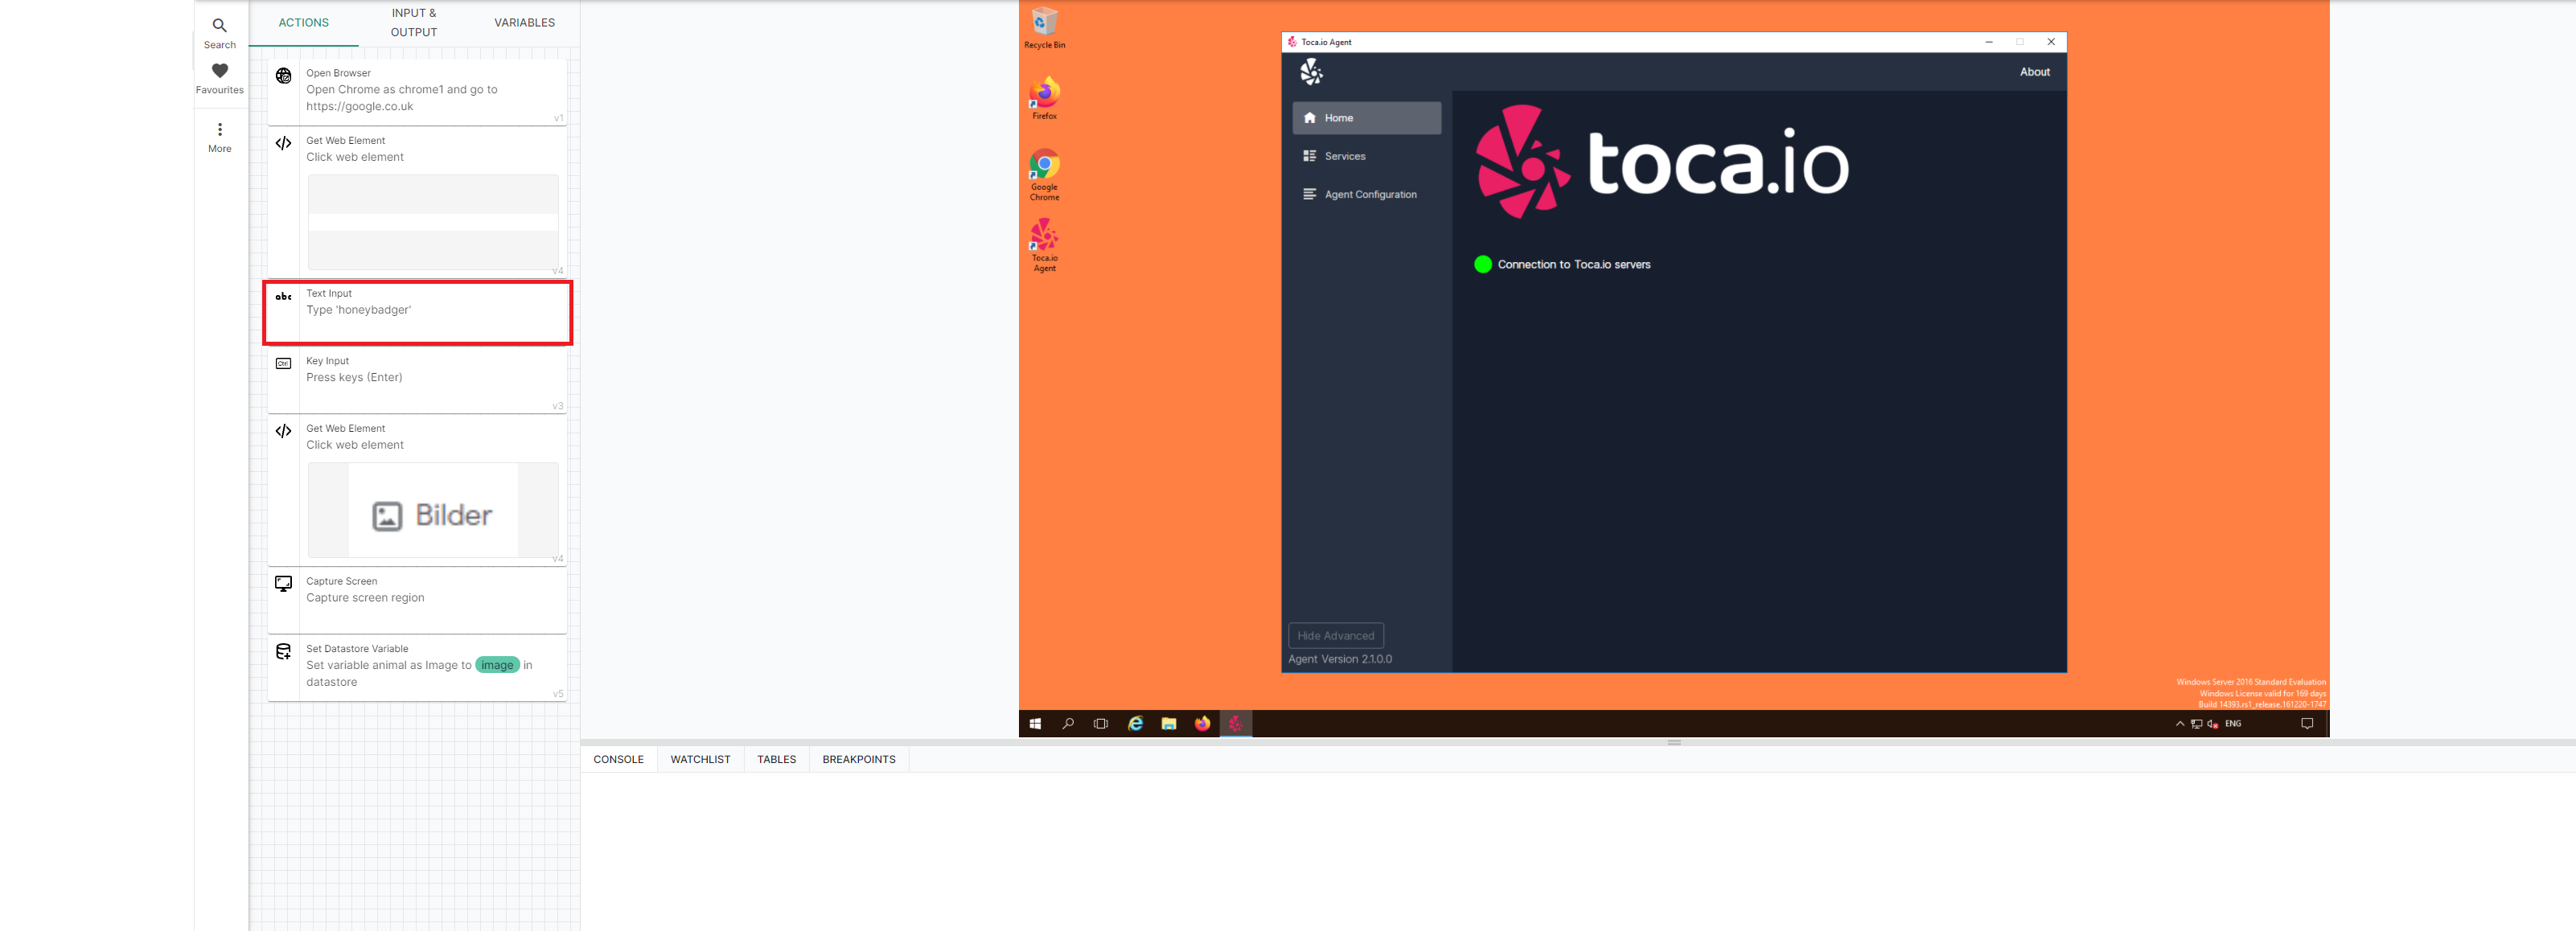 Search
Favourites
More
ACTIONS
INPUT &
OUTPUT
VARIABLES
Open Browser
Open Chrome as chrome1 and go to
https://google.co.uk
v1
Get Web Element
Click web element
v4
abc
Text Input
Type 'honeybadger'
Ctrl
Key Input
Press keys (Enter)
v3
Get Web Element
Click web element
Bilder
v4
Capture Screen
Capture screen region
Set Datastore Variable
Set variable animal as Image to image in
datastore
v5
Recycle Bin
Firefox
Google
Chrome
Toca.io
Agent
Toca.io Agent
About
Home
Services
Agent Configuration
toca.io
Connection to Toca.io servers
Hide Advanced
Agent Version 2.1.0.0
Windows Server 2016 Standard Evaluation
Windows License valid for 169 days
Build 14393.rs1_release.161220-1747
ENG
CONSOLE
WATCHLIST
TABLES
BREAKPOINTS